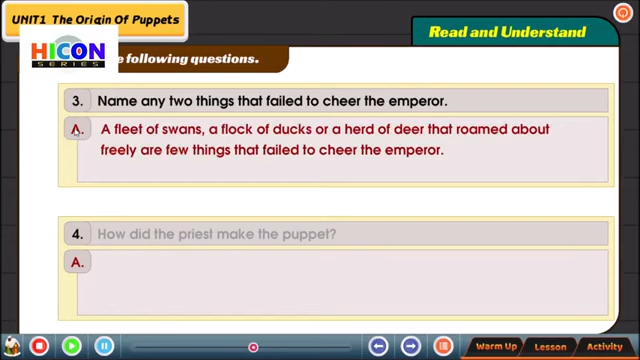 UNIT1 The Origin Of Puppets
Read and Understand
HICON
SERIES
e following questions.
3. Name any two things that failed to cheer the emperor.
A. A fleet of swans, a flock of ducks or a herd of deer that roamed about
freely are few things that failed to cheer the emperor.
4. How did the priest make the puppet?
A.
Warm Up Lesson Activity